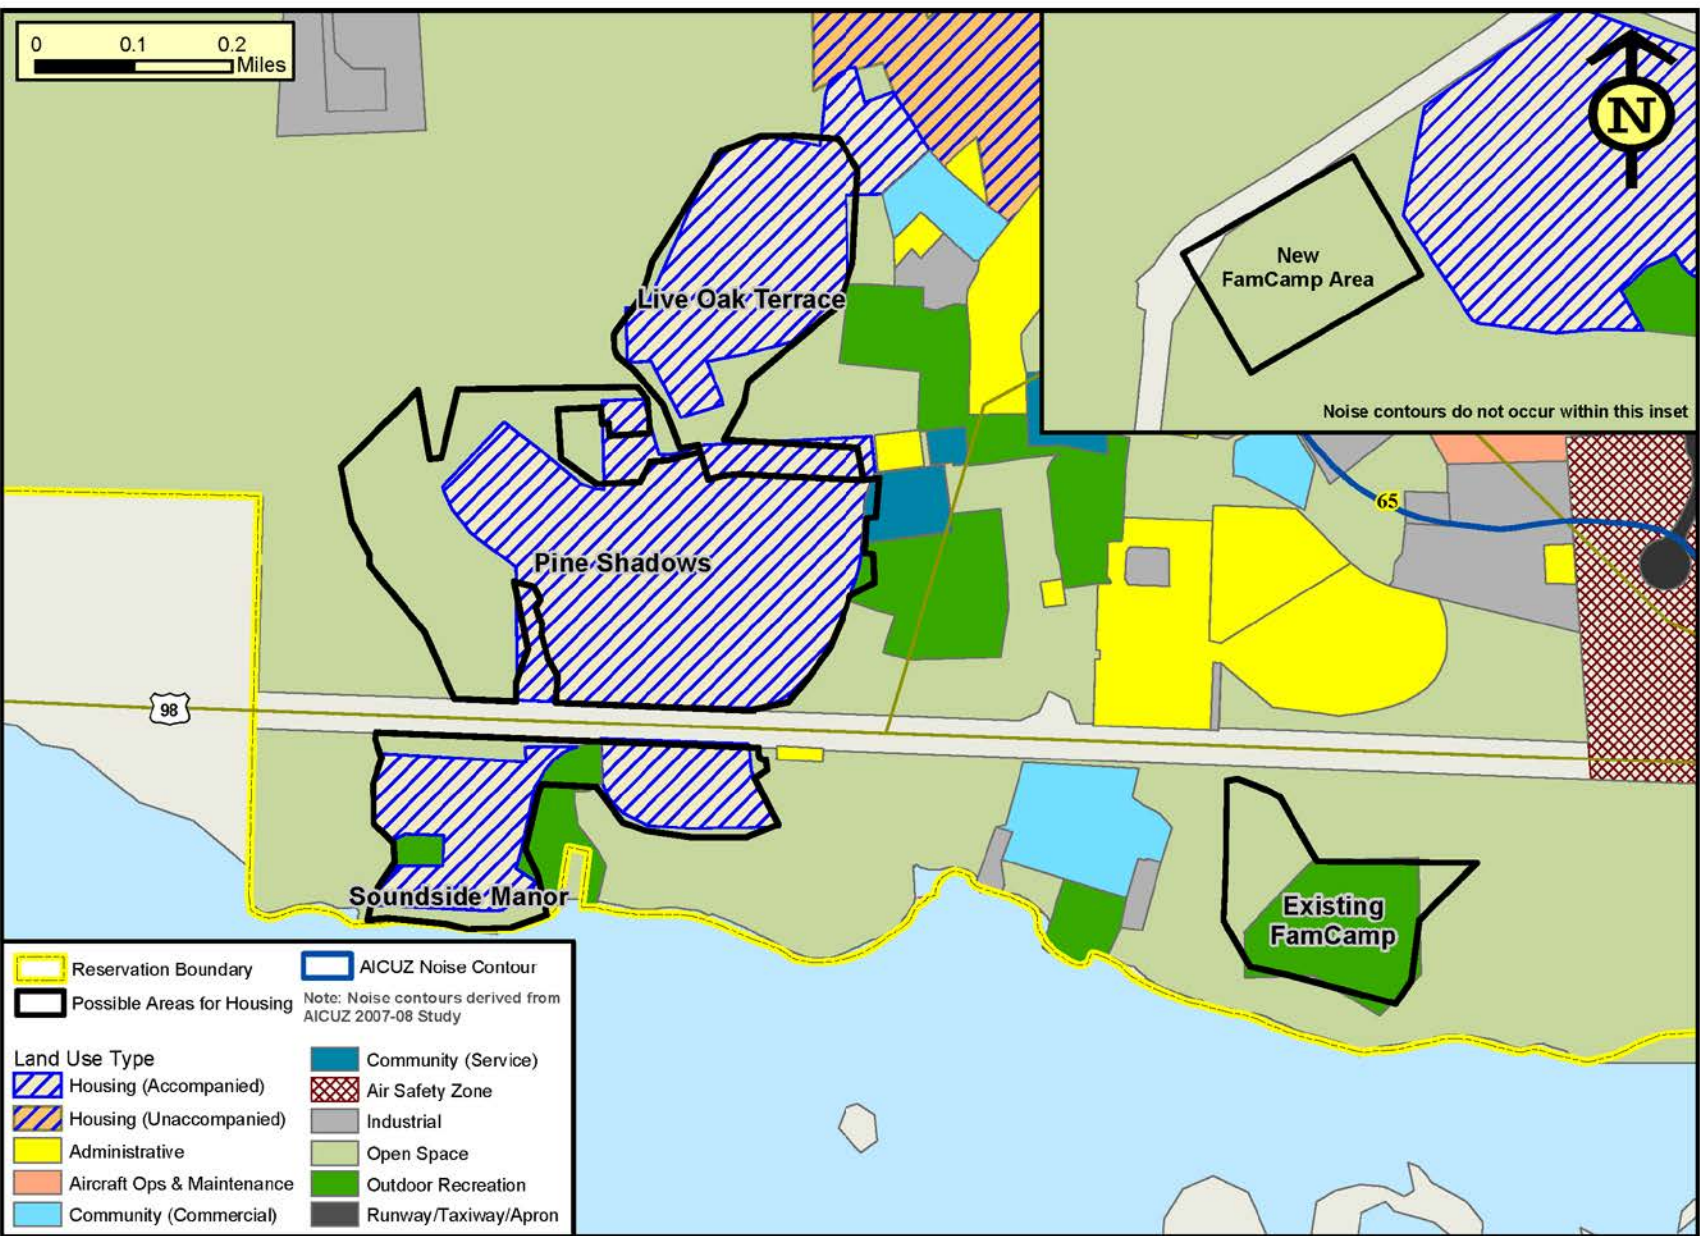 0 0.1 0.2
Miles
N
New
FamCamp Area
Noise contours do not occur within this inset
Live Oak Terrace
65
Pine Shadows
98
Soundside Manor
Existing
FamCamp
Reservation Boundary
Possible Areas for Housing
AICUZ Noise Contour
Note: Noise contours derived from
AICUZ 2007-08 Study
Land Use Type
Housing (Accompanied)
Housing (Unaccompanied)
Administrative
Aircraft Ops & Maintenance
Community (Commercial)
Community (Service)
Air Safety Zone
Industrial
Open Space
Outdoor Recreation
Runway/Taxiway/Apron